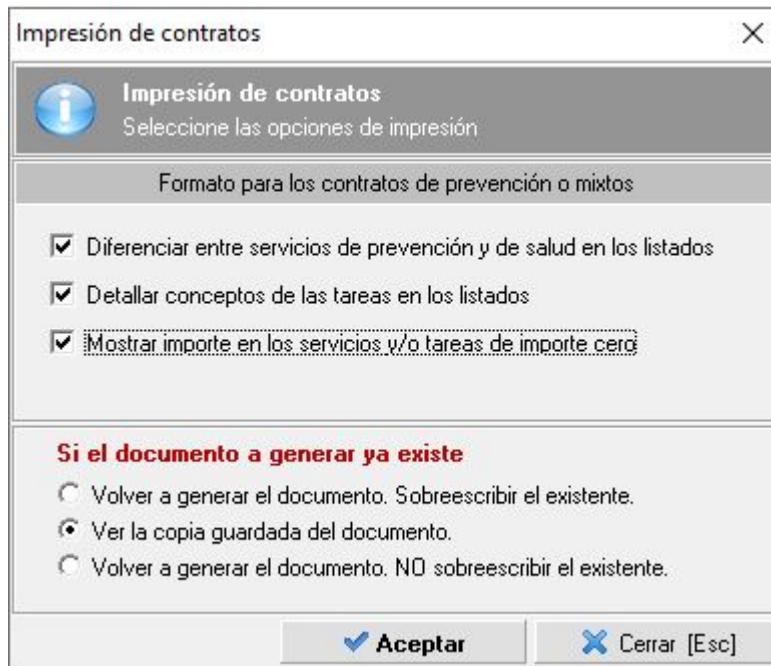 Impresión de contratos
Impresión de contratos
Seleccione las opciones de impresión
Formato para los contratos de prevención o mixtos
Diferenciar entre servicios de prevención y de salud en los listados
Detallar conceptos de las tareas en los listados
Mostrar importe en los servicios y/o tareas de importe cero
Si el documento a generar ya existe
Volver a generar el documento. Sobreescribir el existente.
Ver la copia guardada del documento.
Volver a generar el documento. NO sobreescribir el existente.
Aceptar
Cerrar [Esc]